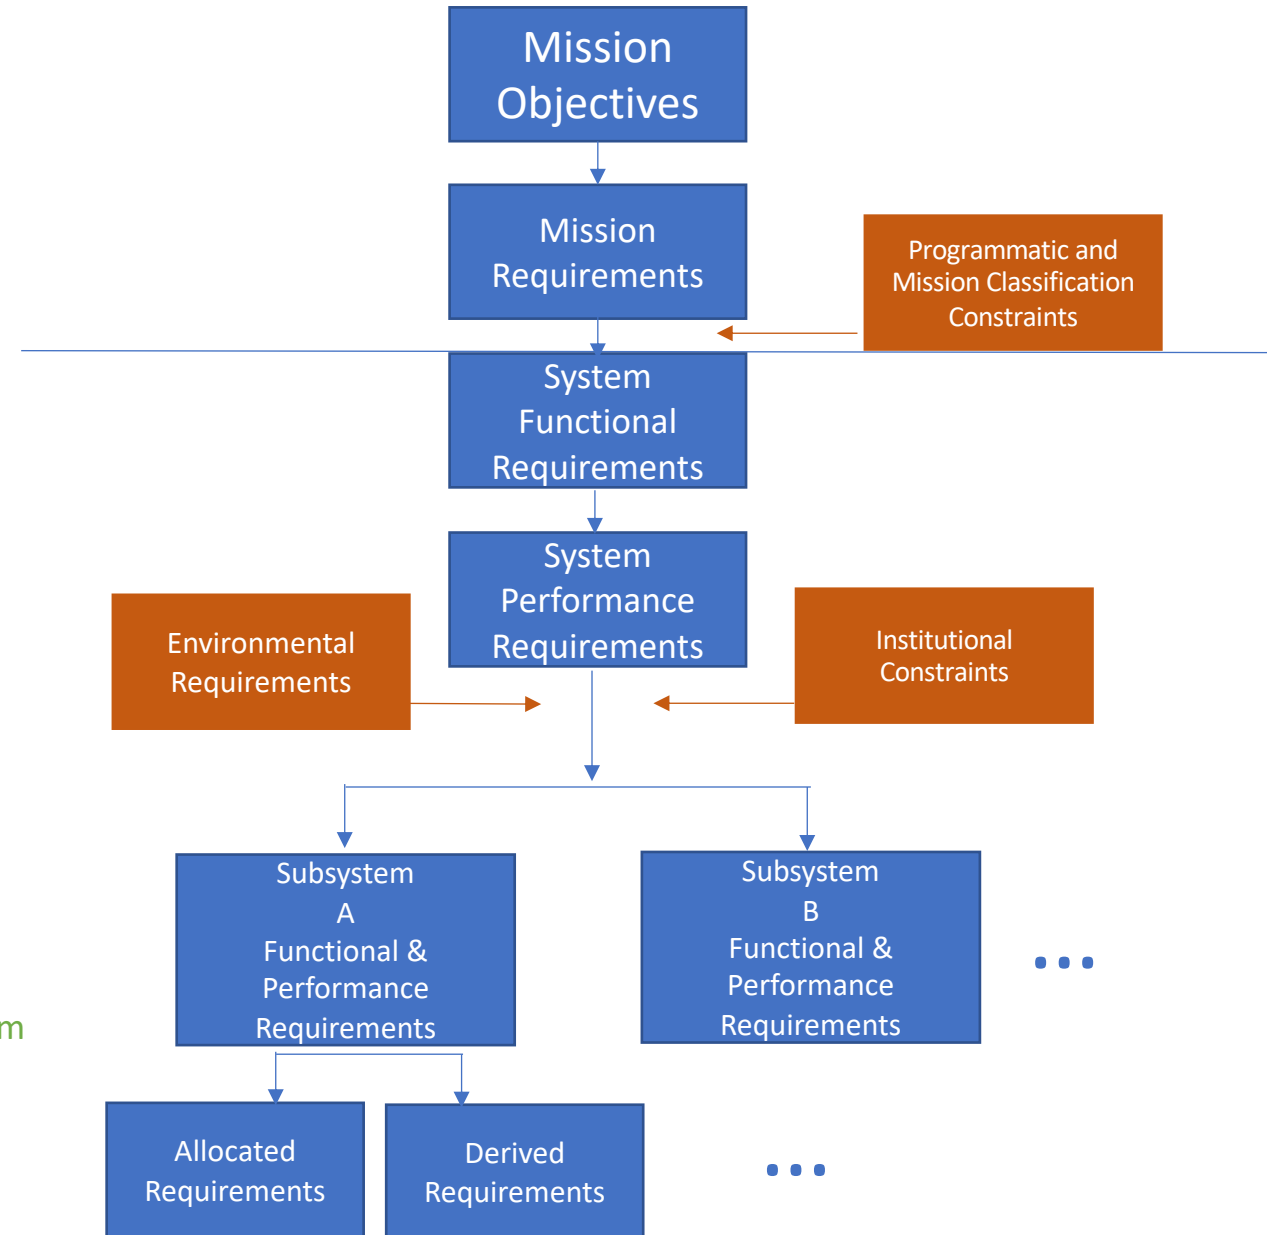 Mission
Objectives
Mission
Requirements
Programmatic and
Mission Classification
Constraints
System
Functional
Requirements
System
Performance
Requirements
Environmental
Requirements
Institutional
Constraints
Subsystem
A
Functional &
Performance
Requirements
Subsystem
B
Functional &
Performance
Requirements
...
m
Allocated
Requirements
Derived
Requirements
...